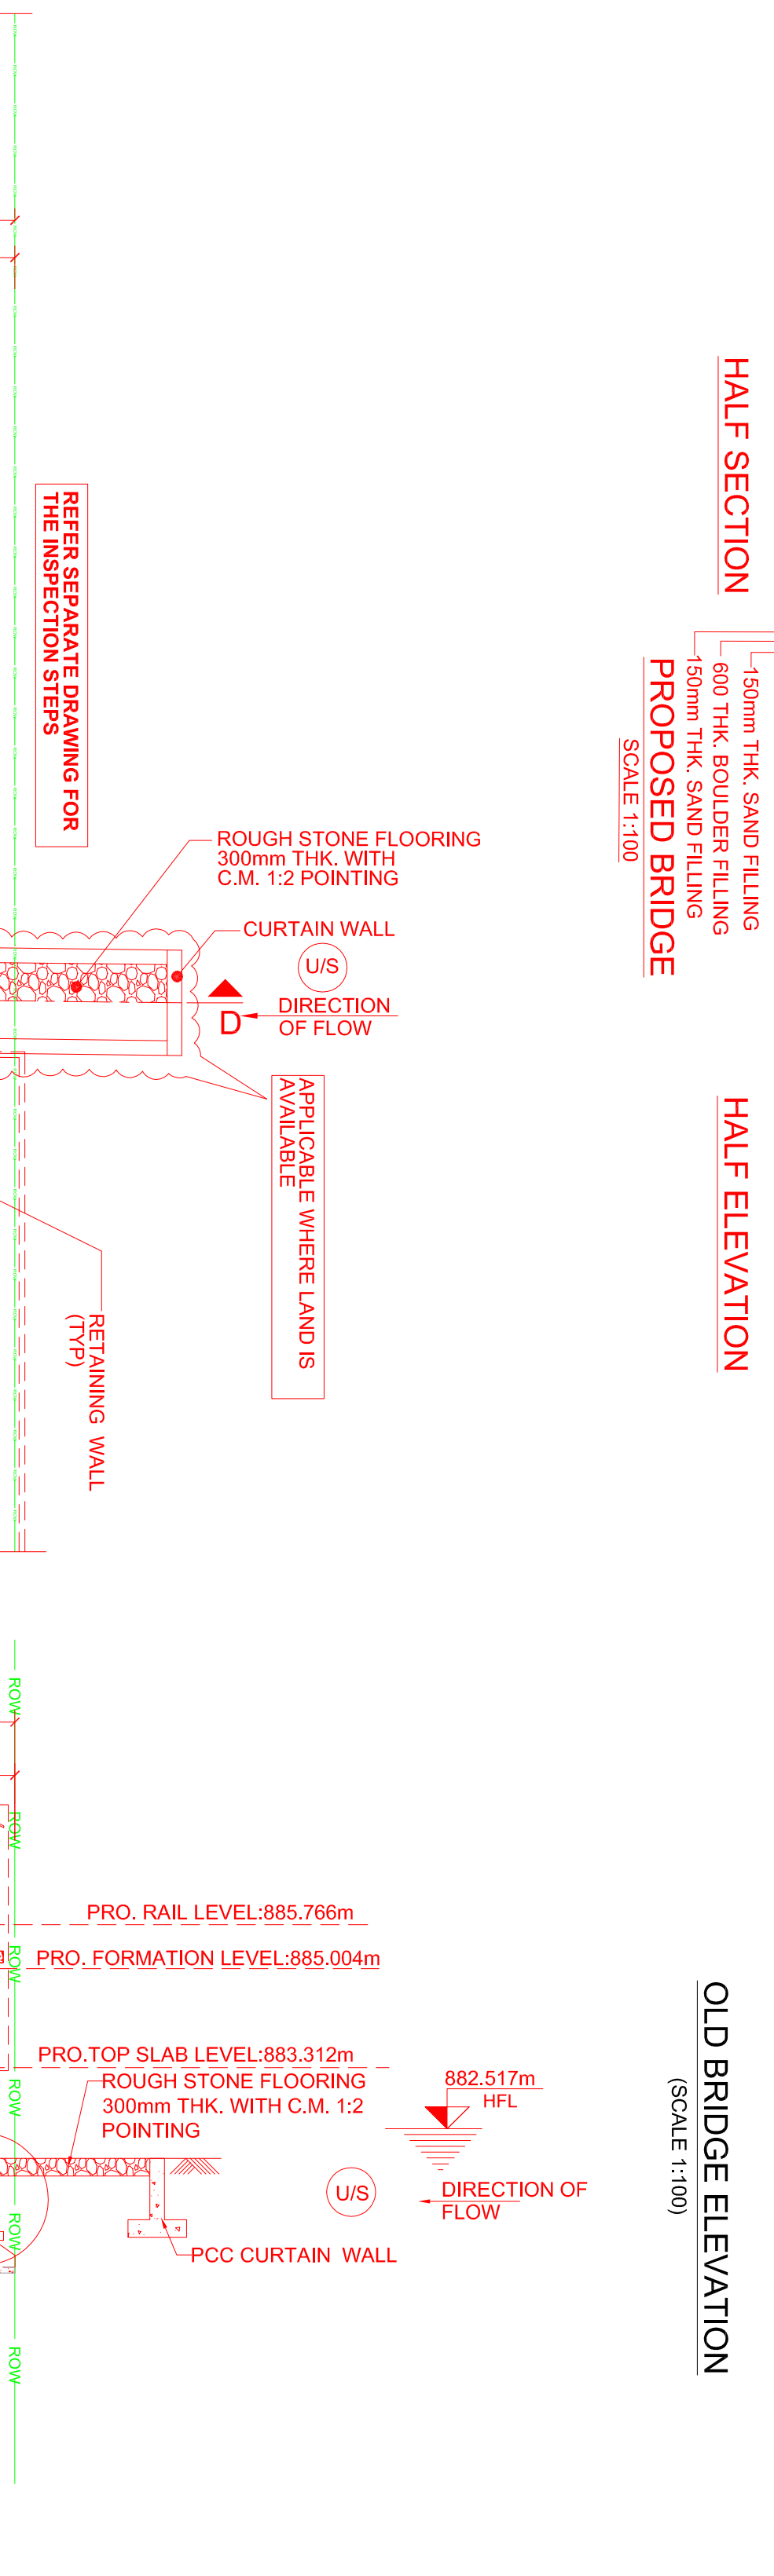 HALF SECTION
150mm THK. SAND FILLING
600 THK. BOULDER FILLING
150mm THK. SAND FILLING
PROPOSED BRIDGE
SCALE 1:100
REFER SEPARATE DRAWING FOR
THE INSPECTION STEPS
ROUGH STONE FLOORING
300mm THK. WITH
C.M. 1:2 POINTING
CURTAIN WALL
U/S
D
DIRECTION
OF FLOW
APPLICABLE WHERE LAND IS
AVAILABLE
HALF ELEVATION
RETAINING WALL
(TYP)
ROW
ROW
PRO. RAIL LEVEL:885.766m
ROW
PRO. FORMATION LEVEL:885.004m
PRO.TOP SLAB LEVEL:883.312m
ROW
ROUGH STONE FLOORING
300mm THK. WITH C.M. 1:2
POINTING
882.517m
HFL
U/S
DIRECTION OF
FLOW
ROW
PCC CURTAIN WALL
ROW
OLD BRIDGE ELEVATION
(SCALE 1:100)